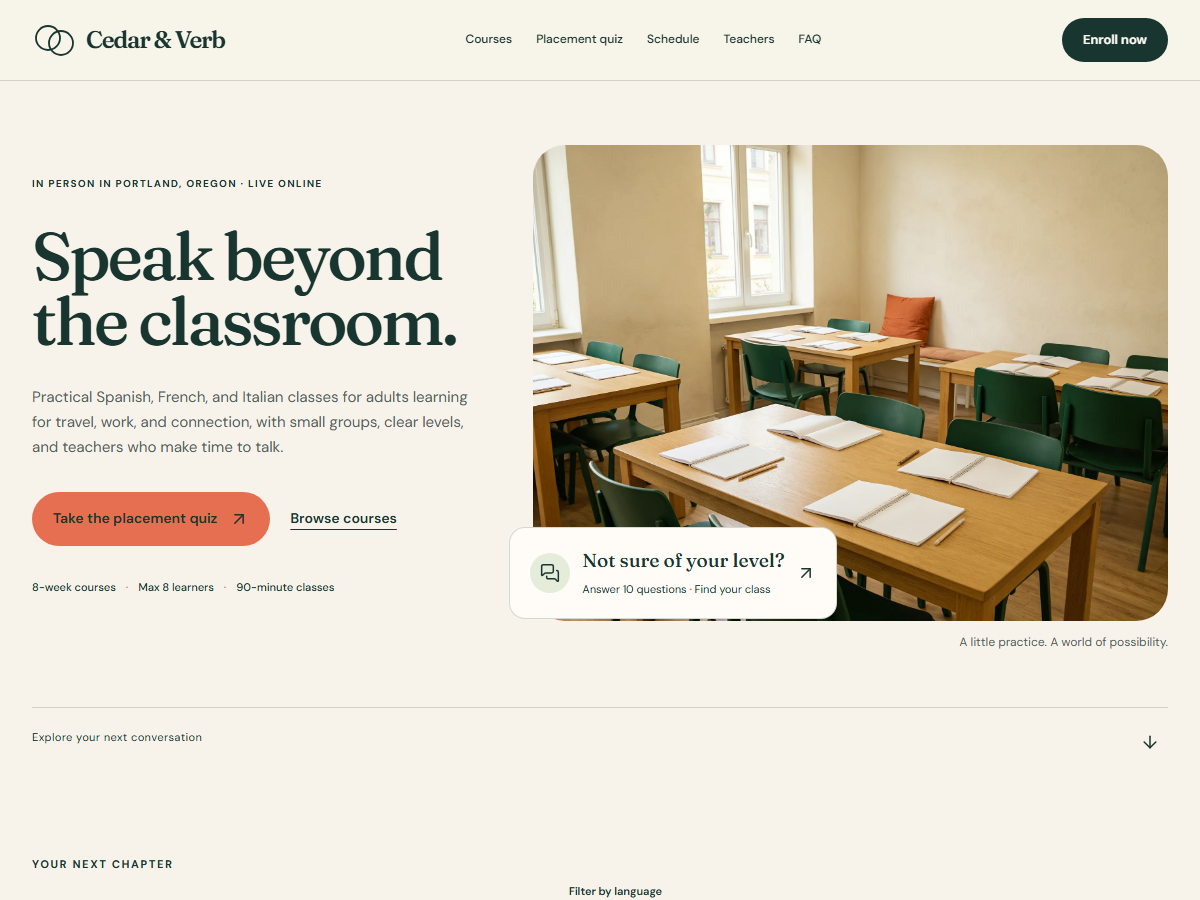 Cedar & Verb
Courses
Placement quiz
Schedule
Teachers
FAQ
Enroll now
IN PERSON IN PORTLAND, OREGON · LIVE ONLINE
Speak beyond
the classroom.
Practical Spanish, French, and Italian classes for adults learning
for travel, work, and connection, with small groups, clear levels,
and teachers who make time to talk.
Take the placement quiz
Browse courses
8-week courses · Max 8 learners · 90-minute classes
Not sure of your level?
Answer 10 questions · Find your class
A little practice. A world of possibility.
Explore your next conversation
YOUR NEXT CHAPTER
Filter by language